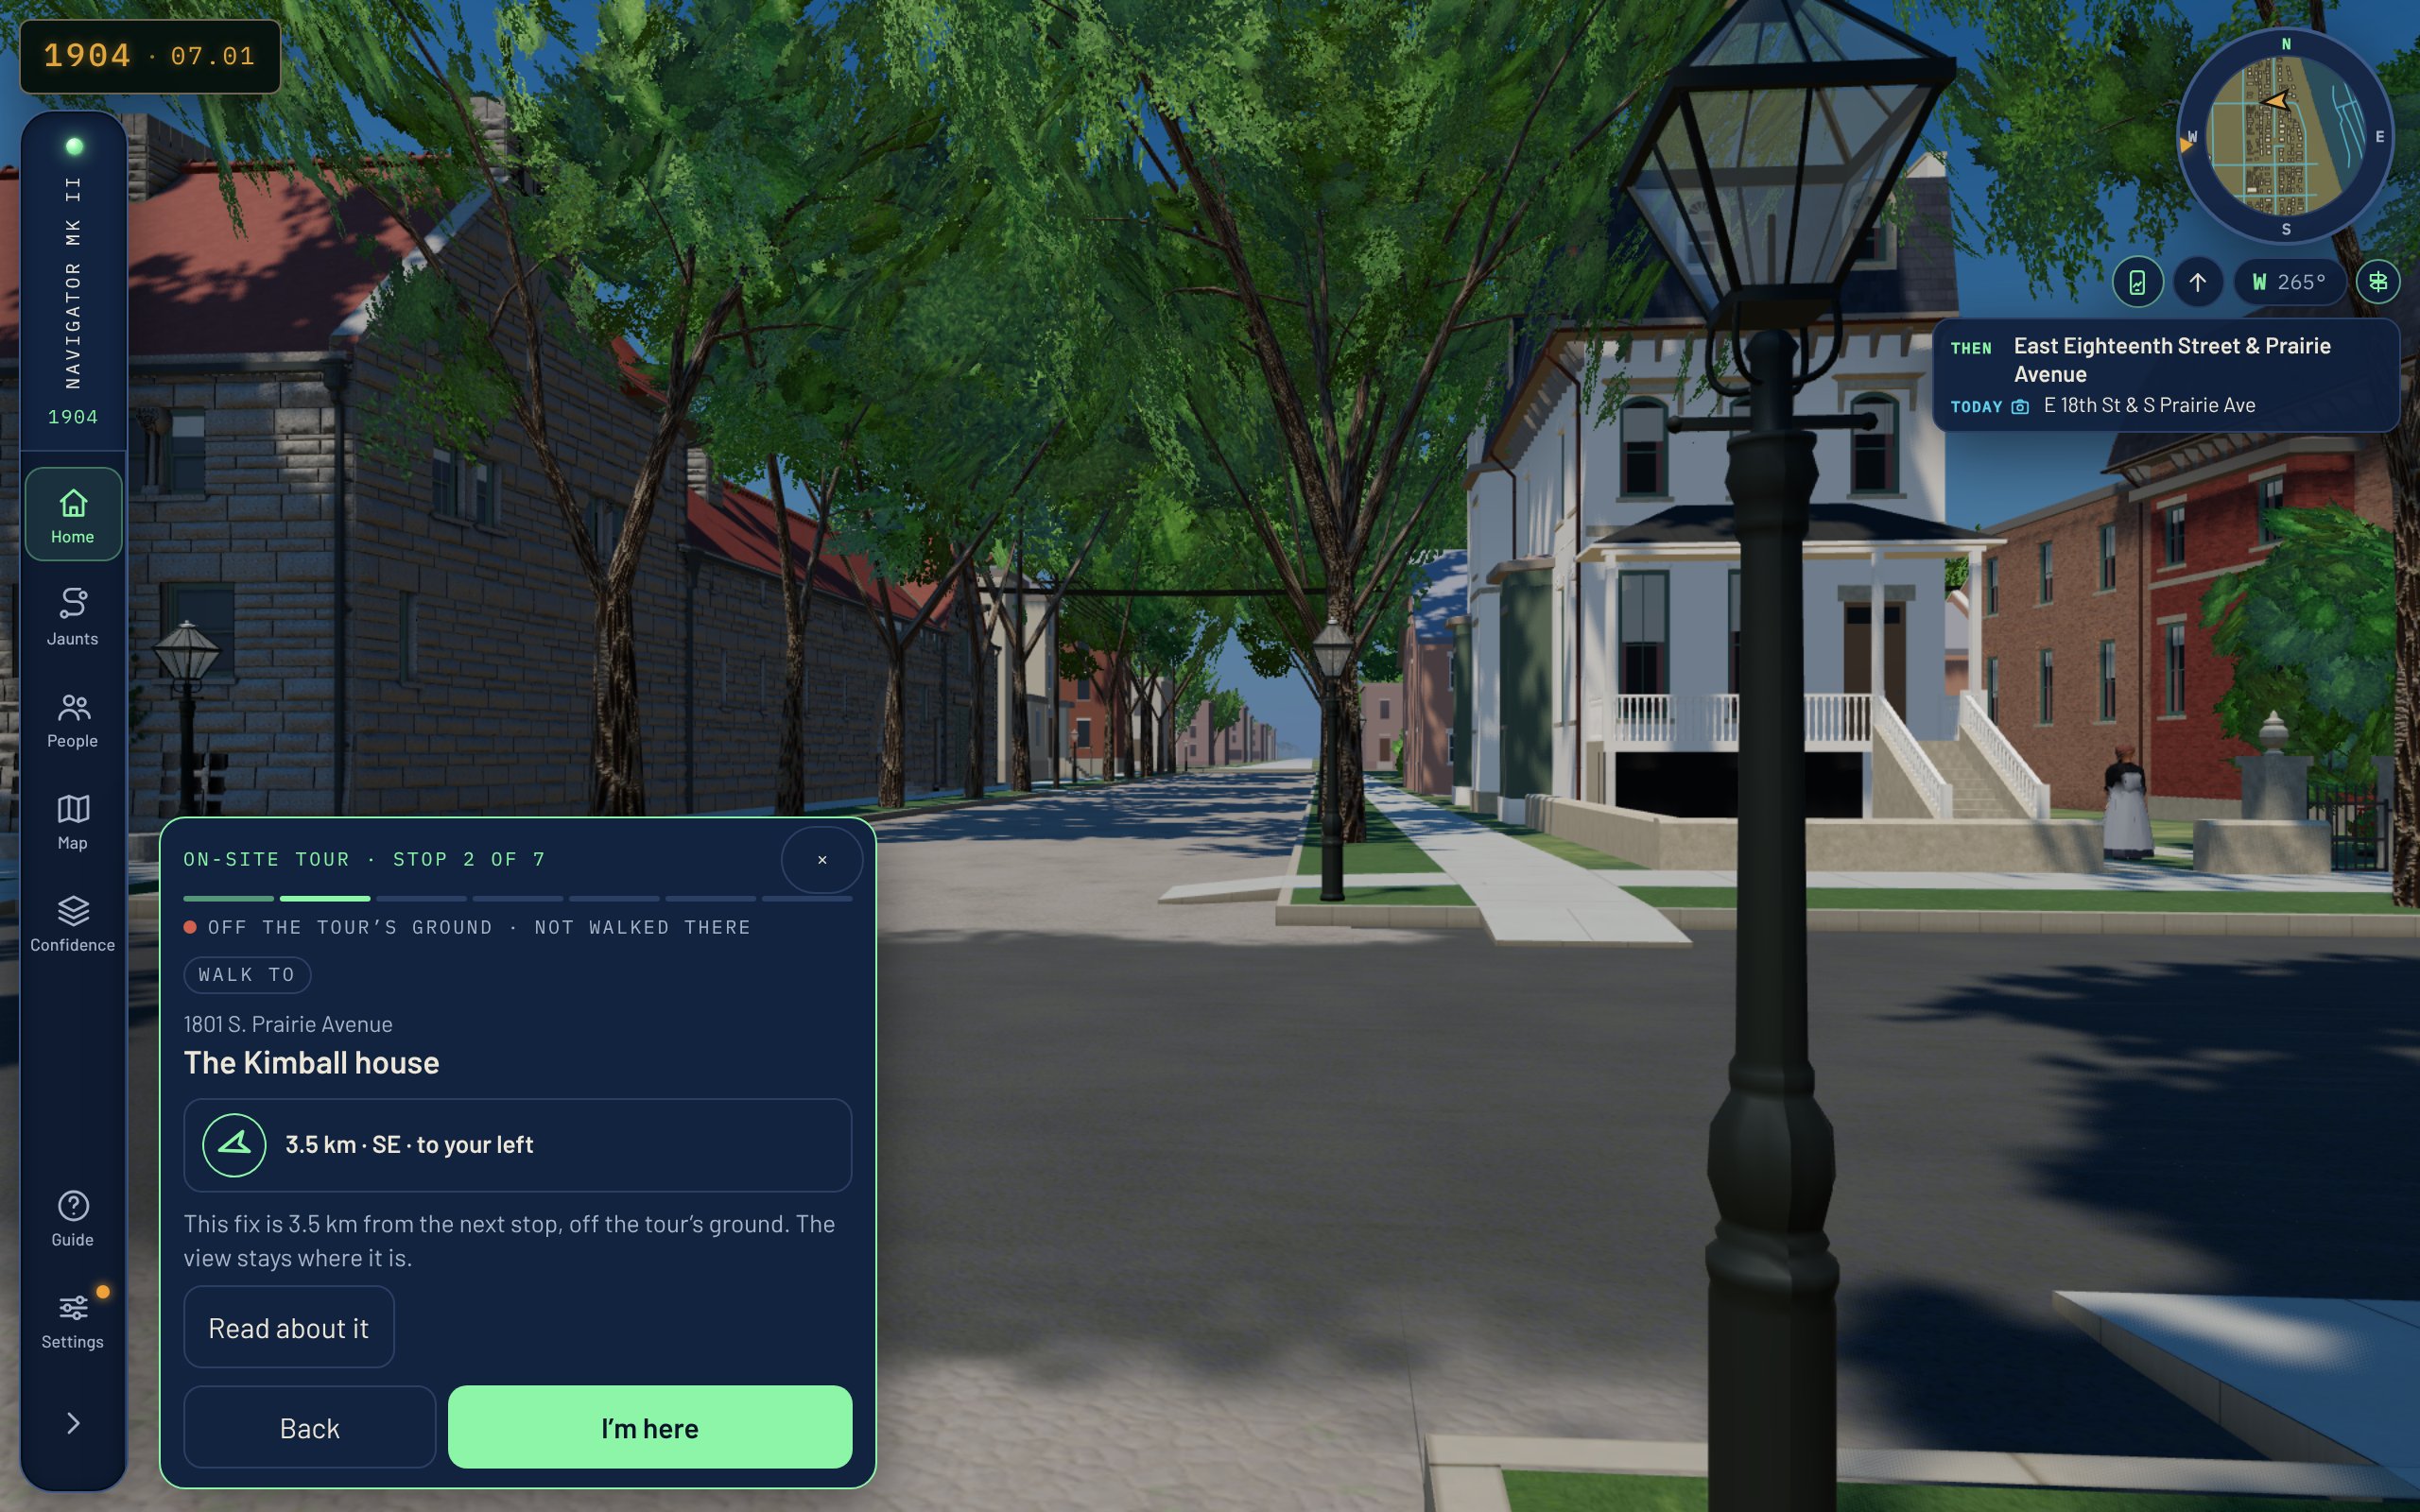 1904 · 07.01
NAVIGATOR MK II
1904
Home
Jaunts
People
Map
Confidence
Guide
Settings
N
W
E
S
W 265°
THEN East Eighteenth Street & Prairie
Avenue
TODAY E 18th St & S Prairie Ave
ON-SITE TOUR · STOP 2 OF 7
×
OFF THE TOUR’S GROUND · NOT WALKED THERE
WALK TO
1801 S. Prairie Avenue
The Kimball house
3.5 km · SE · to your left
This fix is 3.5 km from the next stop, off the tour’s ground. The
view stays where it is.
Read about it
Back
I’m here